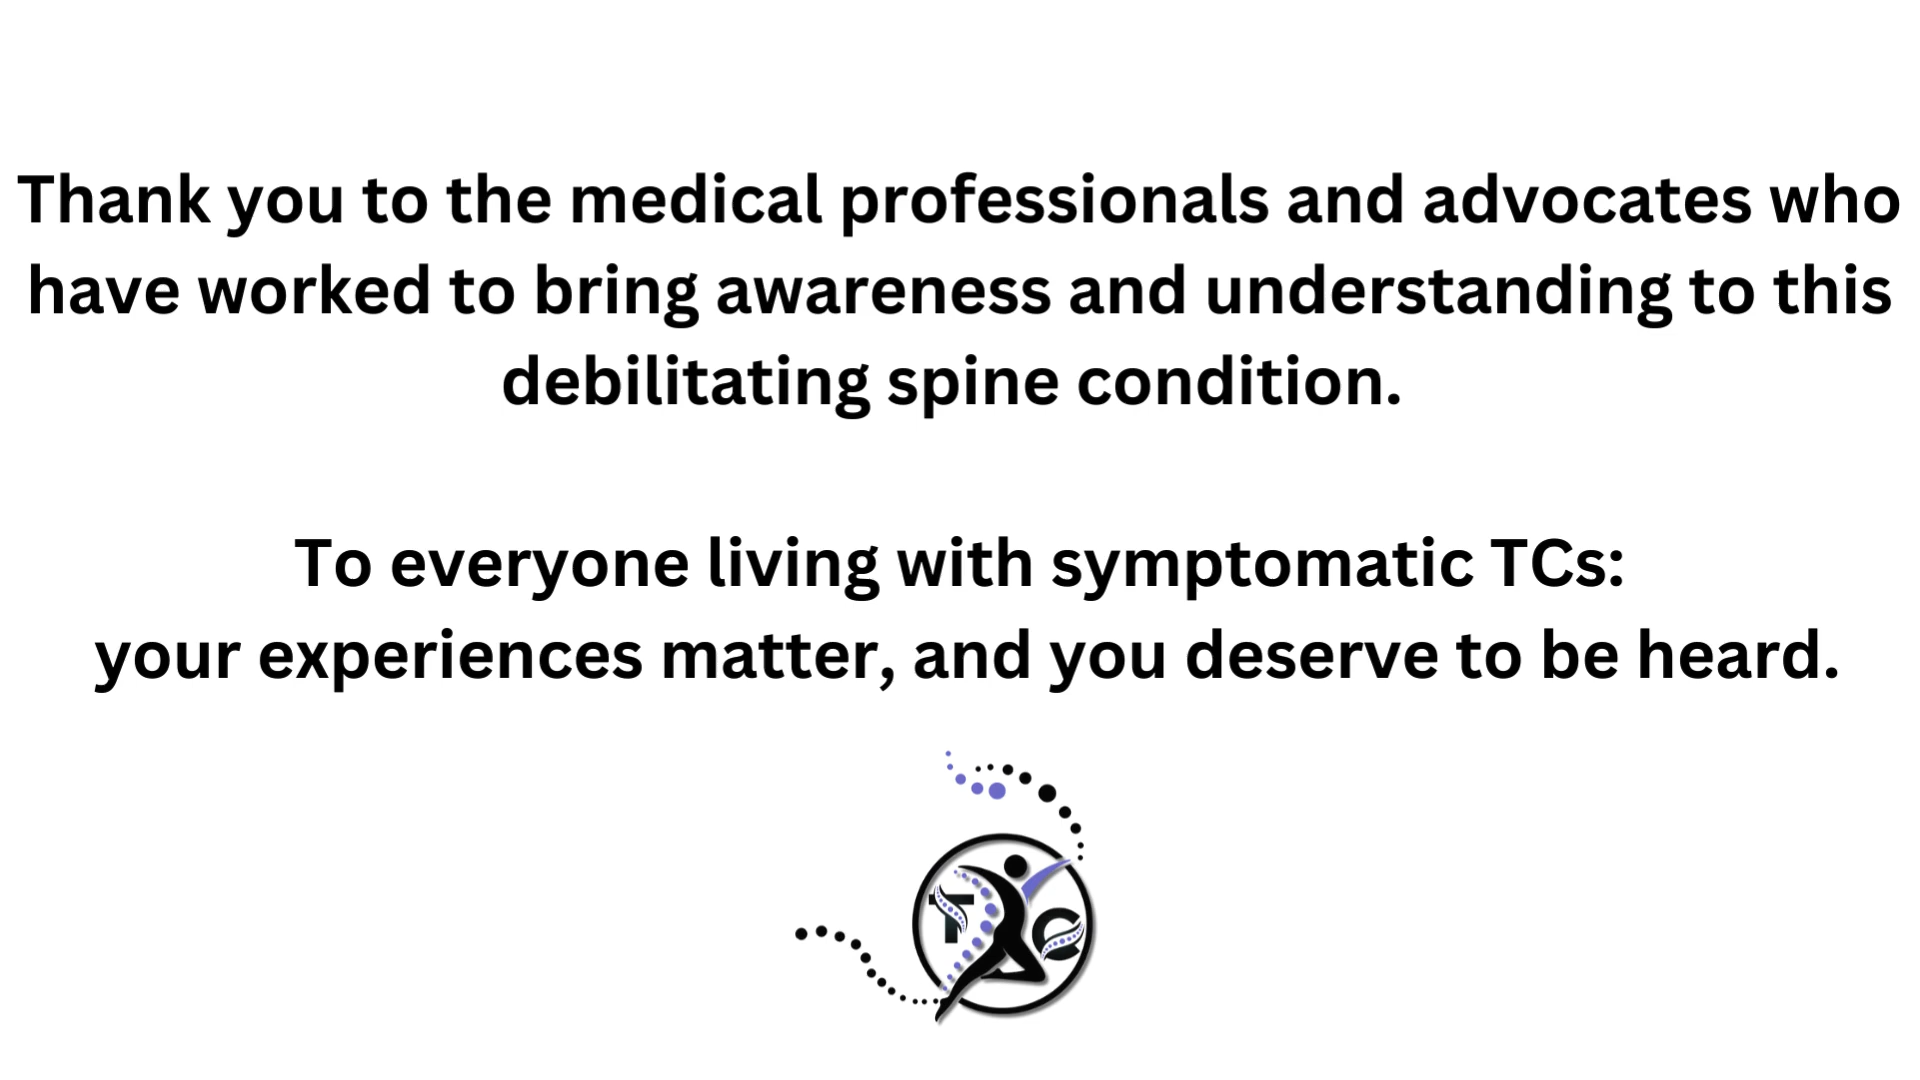 Thank you to the medical professionals and advocates who
have worked to bring awareness and understanding to this
debilitating spine condition.
To everyone living with symptomatic TCs:
your experiences matter, and you deserve to be heard.
T C